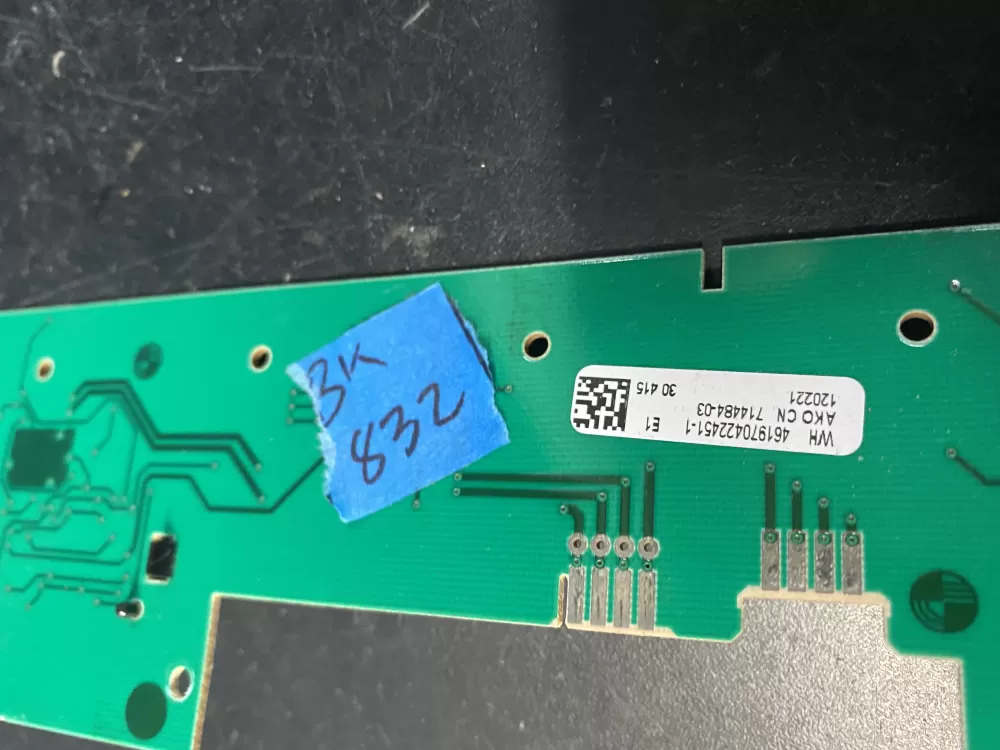 BK
832
WH 461970422451-1 E1
AKO CN 714484-03
120221 30 415